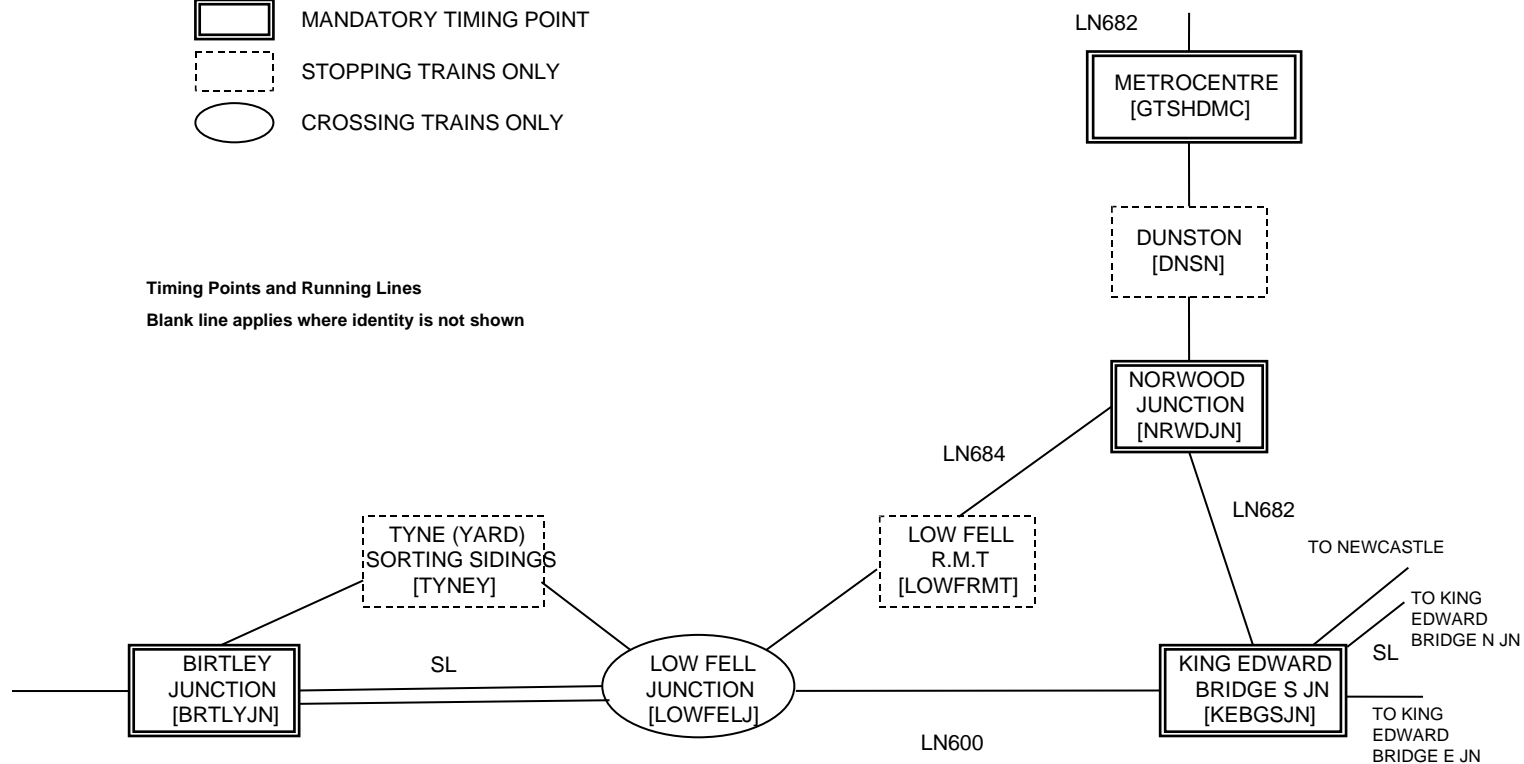 MANDATORY TIMING POINT
STOPPING TRAINS ONLY
CROSSING TRAINS ONLY
LN682
METROCENTRE
[GTSHDMC]
DUNSTON
[DNSN]
Timing Points and Running Lines
Blank line applies where identity is not shown
NORWOOD
JUNCTION
[NRWDJN]
LN684
LN682
TYNE (YARD)
SORTING SIDINGS
[TYNEY]
LOW FELL
R.M.T
[LOWFRMT]
TO NEWCASTLE
TO KING
EDWARD
BRIDGE N JN
SL
BIRTLEY
JUNCTION
[BRTLYJN]
SL
LOW FELL
JUNCTION
[LOWFELJ]
LN600
KING EDWARD
BRIDGE S JN
[KEBGSJN]
TO KING
EDWARD
BRIDGE E JN